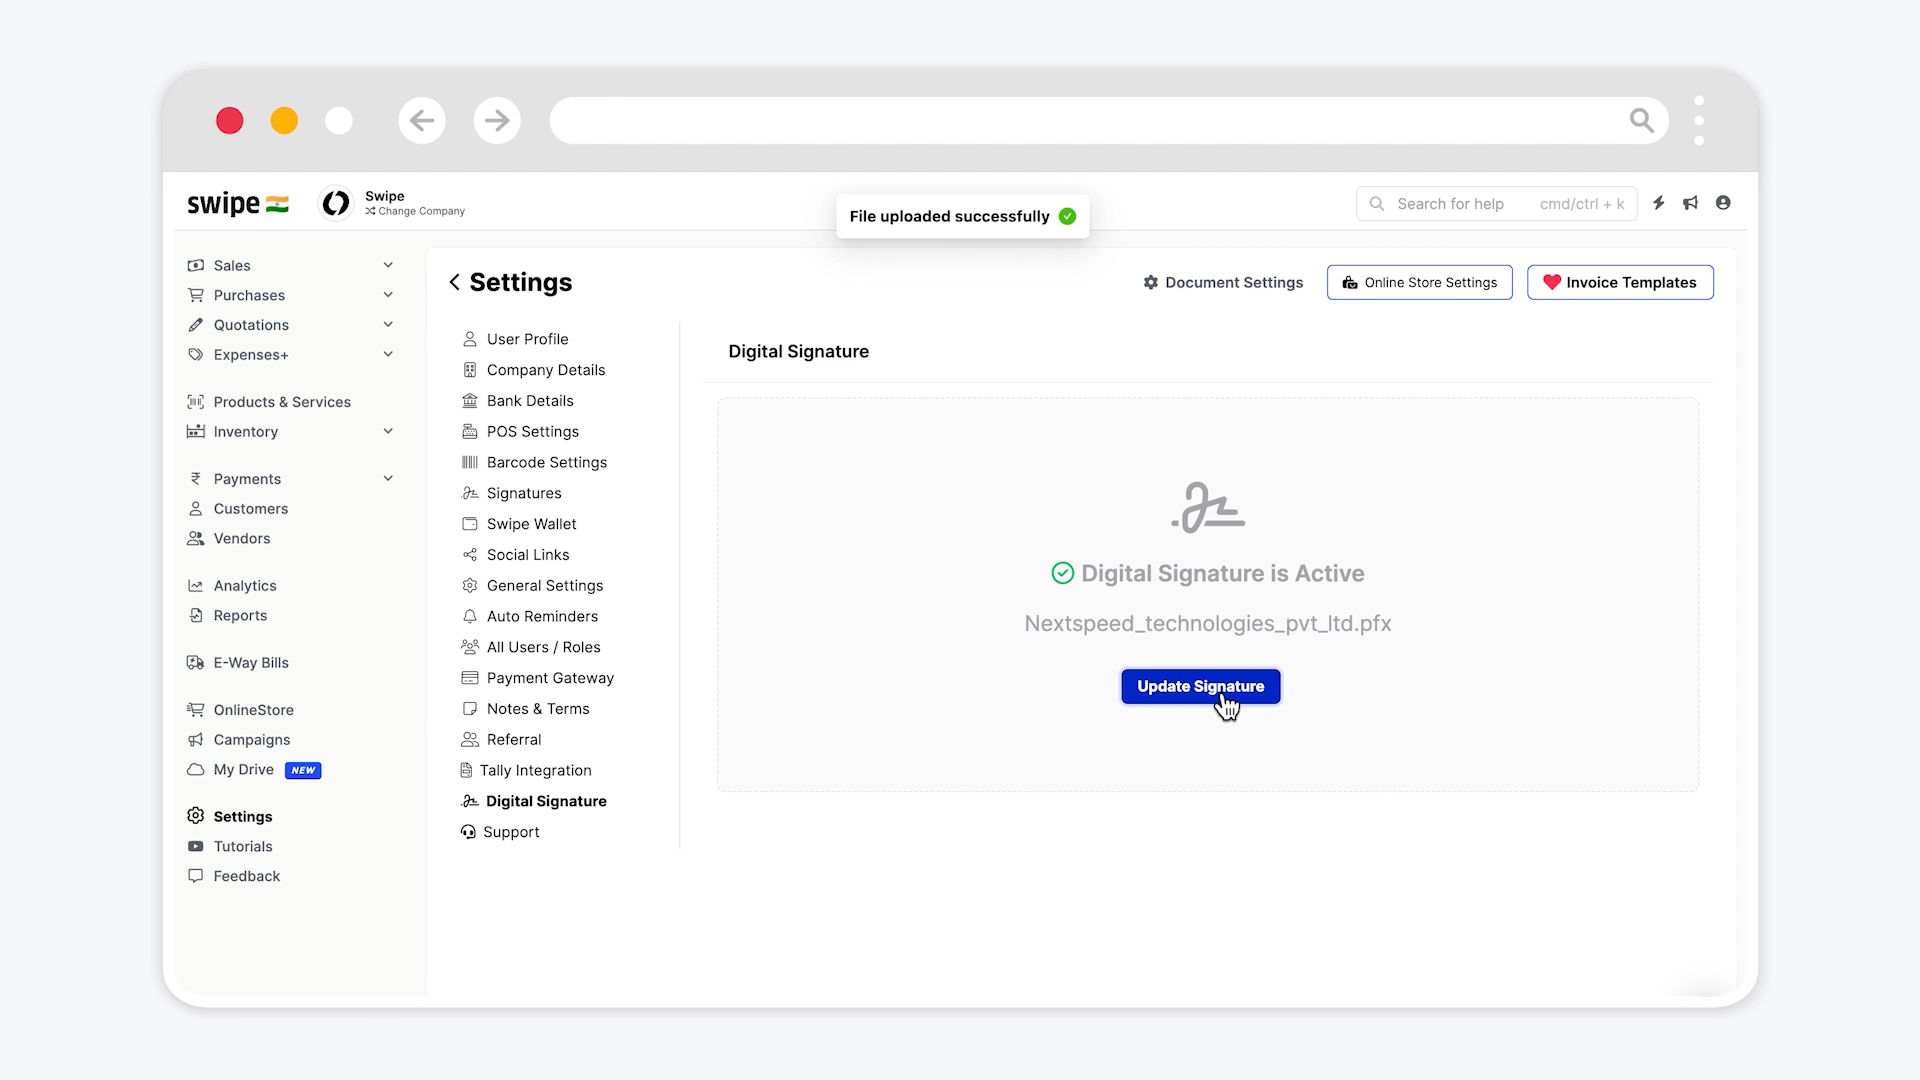 swipe
Swipe
Change Company
File uploaded successfully
Search for help cmd/ctrl + k
Sales
Purchases
Quotations
Expenses+
Products & Services
Inventory
Payments
Customers
Vendors
Analytics
Reports
E-Way Bills
OnlineStore
Campaigns
My Drive NEW
Settings
Tutorials
Feedback
Settings
Document Settings
Online Store Settings
Invoice Templates
User Profile
Company Details
Bank Details
POS Settings
Barcode Settings
Signatures
Swipe Wallet
Social Links
General Settings
Auto Reminders
All Users / Roles
Payment Gateway
Notes & Terms
Referral
Tally Integration
Digital Signature
Support
Digital Signature
Digital Signature is Active
Nextspeed_technologies_pvt_ltd.pfx
Update Signature